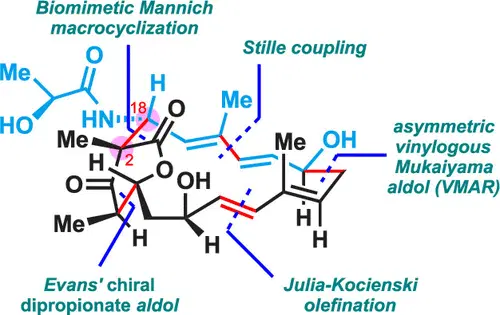 Biomimetic Mannich
macrocyclization
Stille coupling
H
O
Me
Me
18
HN
O
HO
Me
OH
asymmetric
vinylogous
Mukaiyama
aldol (VMAR)
Me
2
H
O
O
OH
Me
H
H
H
H
Evans' chiral
dipropionate aldol
Julia-Kocienski
olefination